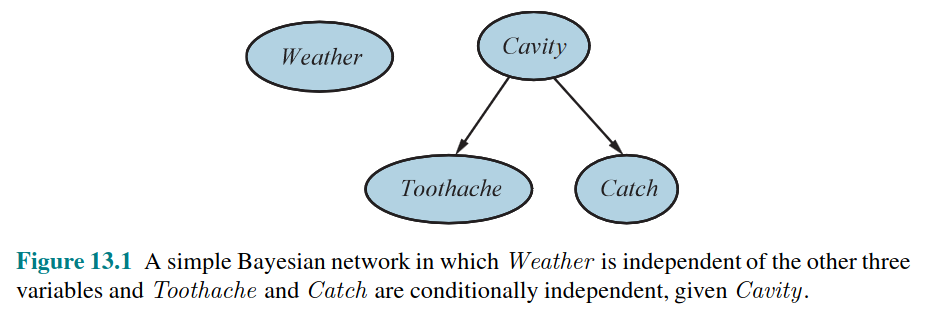 Weather
Cavity
Toothache
Catch
Figure 13.1 A simple Bayesian network in which Weather is independent of the other three
variables and Toothache and Catch are conditionally independent, given Cavity.